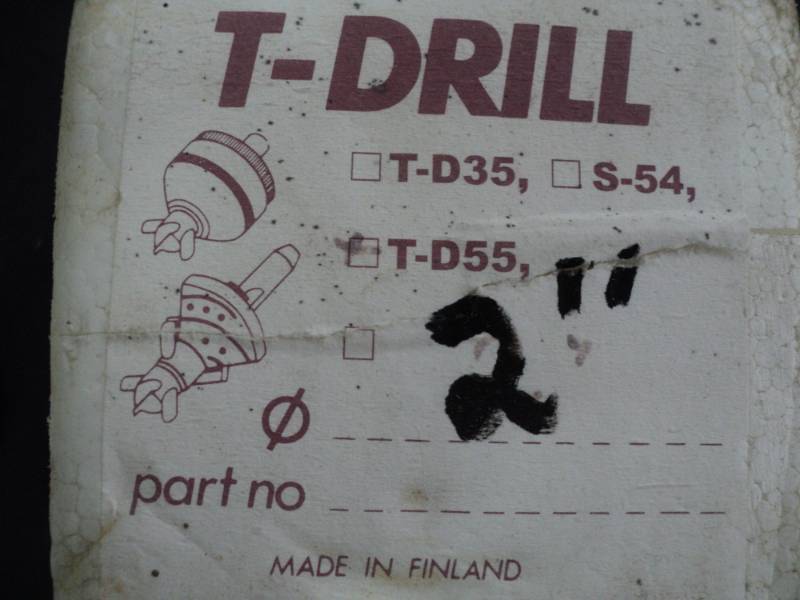 T-DRILL
T-D35, S-54,
T-D55,
2"
Ø
part no
MADE IN FINLAND